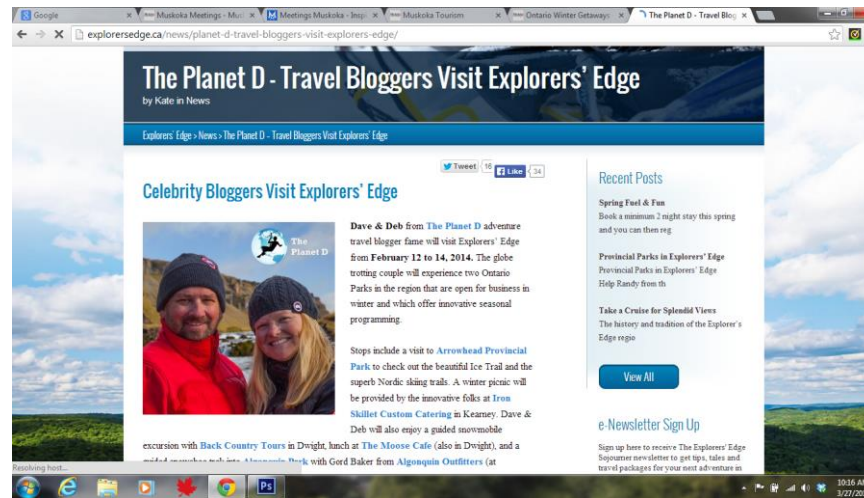 Google
Muskoka Meetings - Mus
Meetings Muskoka - Inspi
Muskoka Tourism
Ontario Winter Getaways
The Planet D - Travel Blog
explorersedge.ca/news/planet-d-travel-bloggers-visit-explorers-edge/
The Planet D - Travel Bloggers Visit Explorers' Edge
by Kate in News
Explorers' Edge > News > The Planet D - Travel Bloggers Visit Explorers' Edge
Tweet 16 Like 34
Celebrity Bloggers Visit Explorers' Edge
The
Planet D
Dave & Deb from The Planet D adventure
travel blogger fame will visit Explorers' Edge
from February 12 to 14, 2014. The globe
trotting couple will experience two Ontario
Parks in the region that are open for business in
winter and which offer innovative seasonal
programming.
Stops include a visit to Arrowhead Provincial
Park to check out the beautiful Ice Trail and the
superb Nordic skiing trails. A winter picnic will
be provided by the innovative folks at Iron
Skillet Custom Catering in Kearney. Dave &
Deb will also enjoy a guided snowmobile
excursion with Back Country Tours in Dwight, lunch at The Moose Cafe (also in Dwight), and a
guided snowshoe trek into Algonquin Park with Gord Baker from Algonquin Outfitters (at
Recent Posts
Spring Fuel & Fun
Book a minimum 2 night stay this spring
and you can then reg
Provincial Parks in Explorers' Edge
Provincial Parks in Explorers' Edge
Help Randy from th
Take a Cruise for Splendid Views
The history and tradition of the Explorer's
Edge regio
View All
e-Newsletter Sign Up
Sign up here to receive The Explorers' Edge
Sojourner newsletter to get tips, tales and
travel packages for your next adventure in
Resolving host...
Ps
10:16 AM